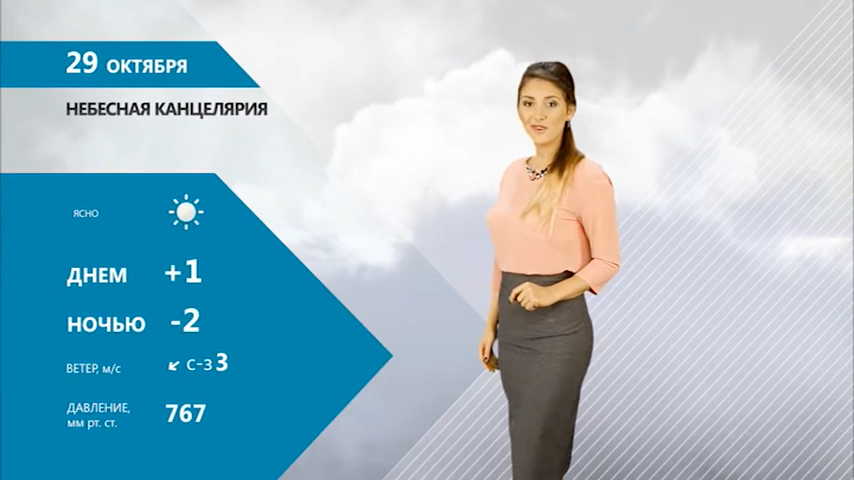 29 ОКТЯБРЯ
НЕБЕСНАЯ КАНЦЕЛЯРИЯ
ЯСНО
ДНЕМ +1
НОЧЬЮ -2
ВЕТЕР, м/с С-З 3
ДАВЛЕНИЕ,
мм рт. ст. 767